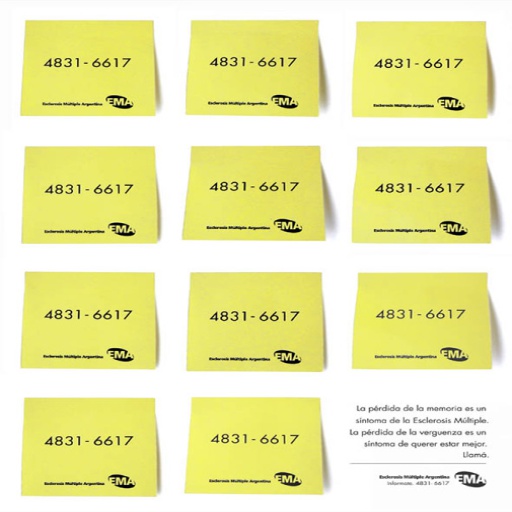 4831-6617
Esclerosis Múltiple Argentina EMA
4831-6617
Esclerosis Múltiple Argentina EMA
4831-6617
Esclerosis Múltiple Argentina EMA
4831-6617
Esclerosis Múltiple Argentina EMA
4831-6617
Esclerosis Múltiple Argentina EMA
4831-6617
Esclerosis Múltiple Argentina EMA
4831-6617
Esclerosis Múltiple Argentina EMA
4831-6617
Esclerosis Múltiple Argentina EMA
4831-6617
Esclerosis Múltiple Argentina EMA
4831-6617
Esclerosis Múltiple Argentina EMA
4831-6617
Esclerosis Múltiple Argentina EMA
La pérdida de la memoria es un
síntoma de la Esclerosis Múltiple.
La pérdida de la verguenza es un
síntoma de querer estar mejor.
Llamá.
Esclerosis Múltiple Argentina EMA
Informate. 4831-6617